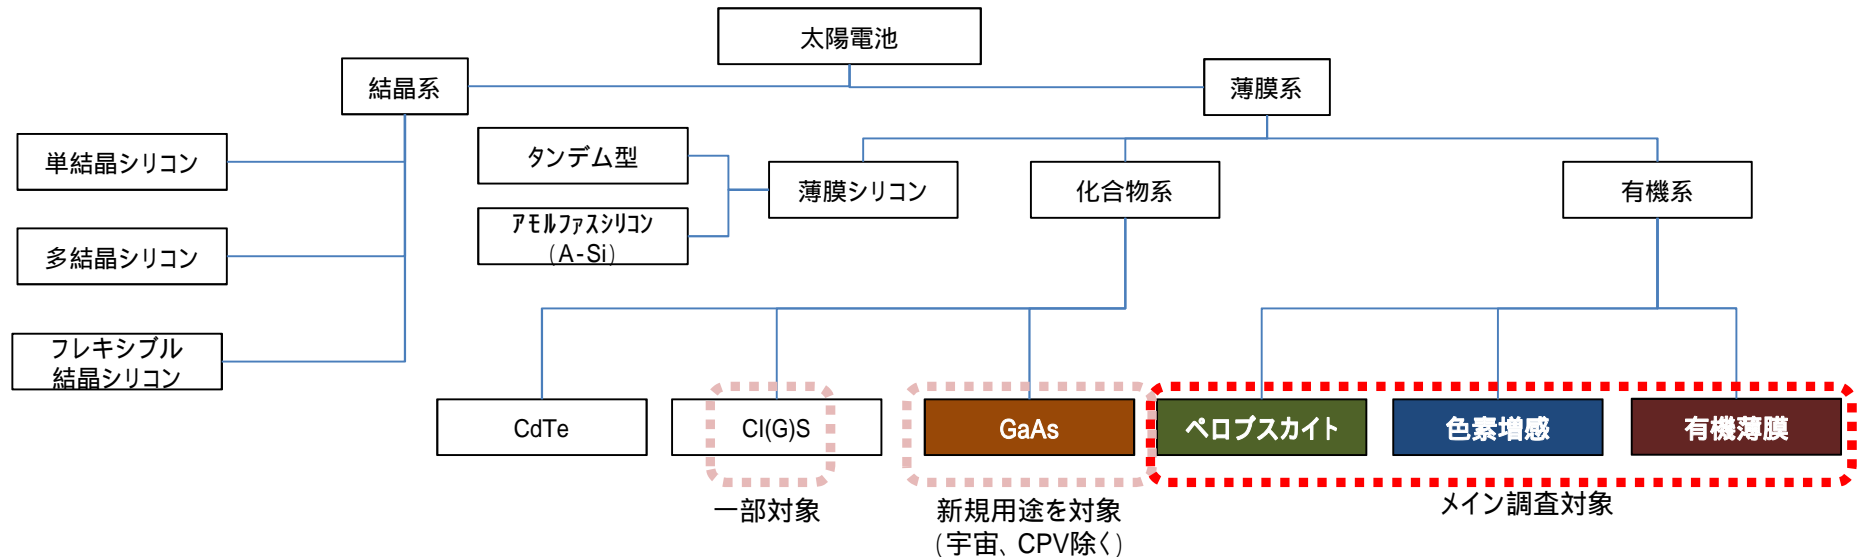 太陽電池
結晶系
薄膜系
単結晶シリコン
多結晶シリコン
フレキシブル
結晶シリコン
タンデム型
アモルファスシリコン
(A-Si)
薄膜シリコン
化合物系
有機系
CdTe
CI(G)S
GaAs
ペロブスカイト
色素増感
有機薄膜
一部対象
新規用途を対象
(宇宙、CPV除く)
メイン調査対象